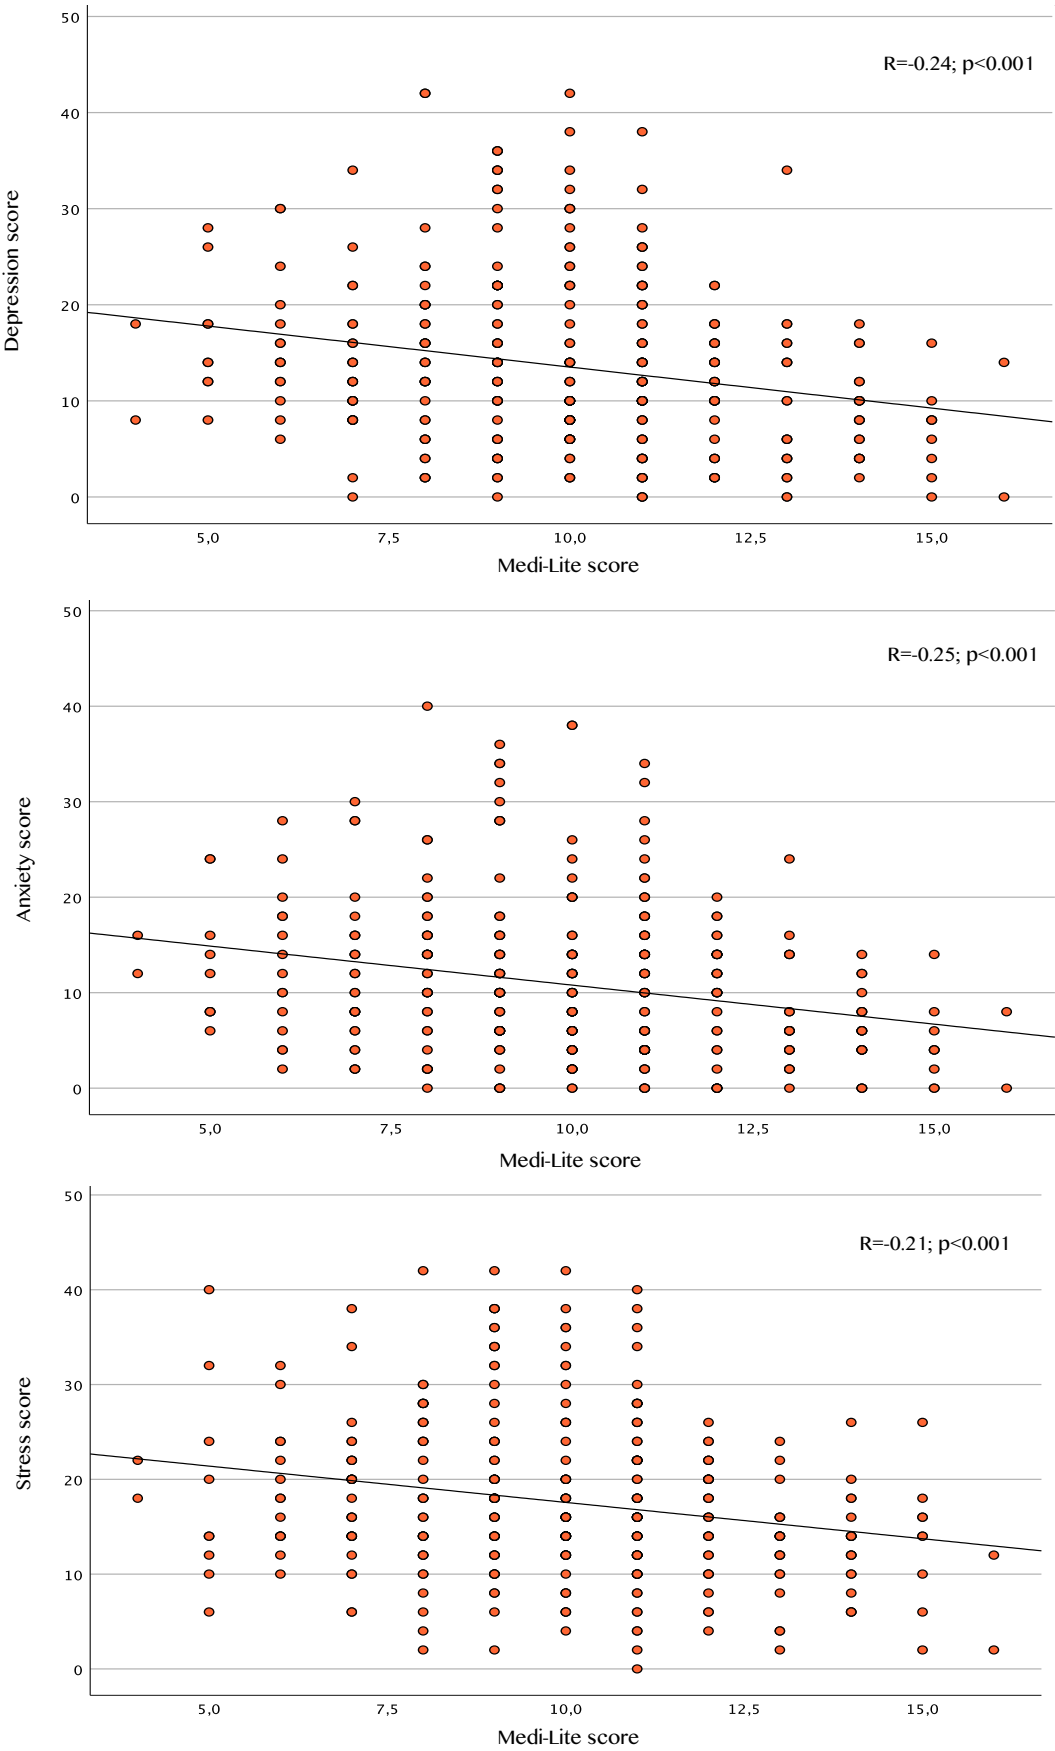 50
R=-0.24; p<0.001
40
30
Depression score
20
10
0
5,0 7,5 10,0 12,5 15,0
Medi-Lite score
50
R=-0.25; p<0.001
40
30
Anxiety score
20
10
0
5,0 7,5 10,0 12,5 15,0
Medi-Lite score
50
R=-0.21; p<0.001
40
30
Stress score
20
10
0
5,0 7,5 10,0 12,5 15,0
Medi-Lite score